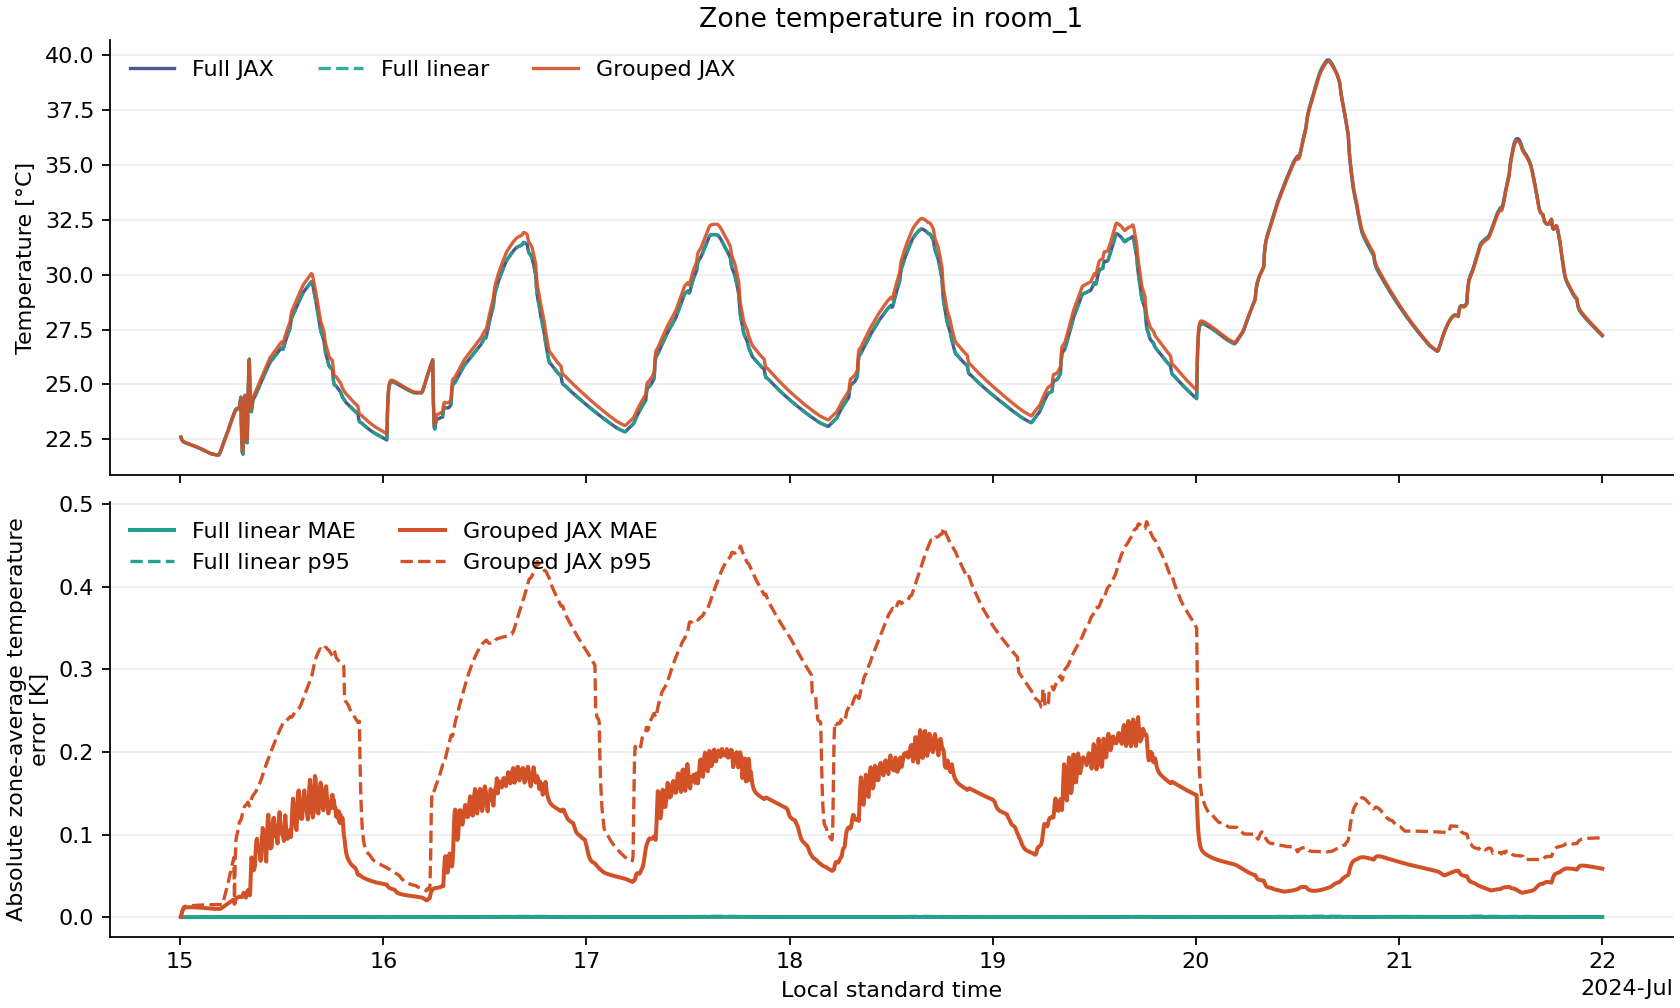 Zone temperature in room_1
Full JAX
Full linear
Grouped JAX
Temperature [°C]
40.0
37.5
35.0
32.5
30.0
27.5
25.0
22.5
Full linear MAE
Grouped JAX MAE
Full linear p95
Grouped JAX p95
Absolute zone-average temperature
error [K]
0.5
0.4
0.3
0.2
0.1
0.0
15
16
17
18
19
20
21
22
Local standard time
2024-Jul